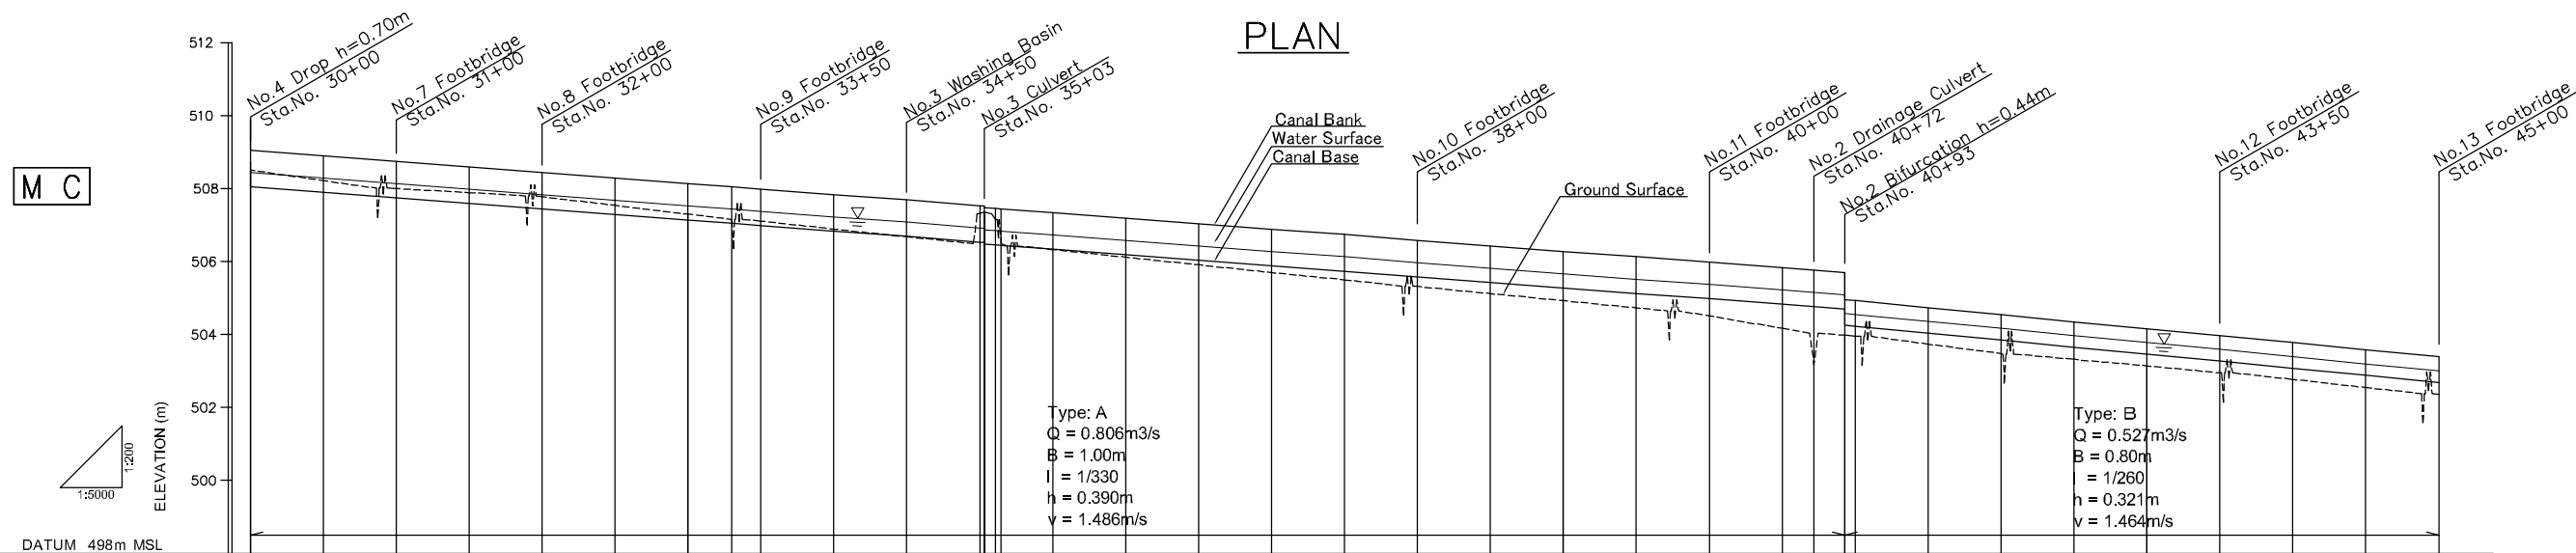 PLAN
512
510
508
506
504
502
500
M C
ELEVATION (m)
1:200
1:5000
DATUM 498m MSL
No.4 Drop h=0.70m
Sta.No. 30+00
No.7 Footbridge
Sta.No. 31+00
No.8 Footbridge
Sta.No. 32+00
No.9 Footbridge
Sta.No. 33+50
No.3 Washing Basin
Sta.No. 34+50
No.3 Culvert
Sta.No. 35+03
Canal Bank
Water Surface
Canal Base
No.10 Footbridge
Sta.No. 38+00
Ground Surface
No.11 Footbridge
Sta.No. 40+00
No.2 Drainage Culvert
Sta.No. 40+72
No.2 Bifurcation h=0.44m
Sta.No. 40+93
No.12 Footbridge
Sta.No. 43+50
No.13 Footbridge
Sta.No. 45+00
Type: A
Q = 0.806m3/s
B = 1.00m
I = 1/330
h = 0.390m
v = 1.486m/s
Type: B
Q = 0.527m3/s
B = 0.80m
I = 1/260
h = 0.321m
v = 1.464m/s